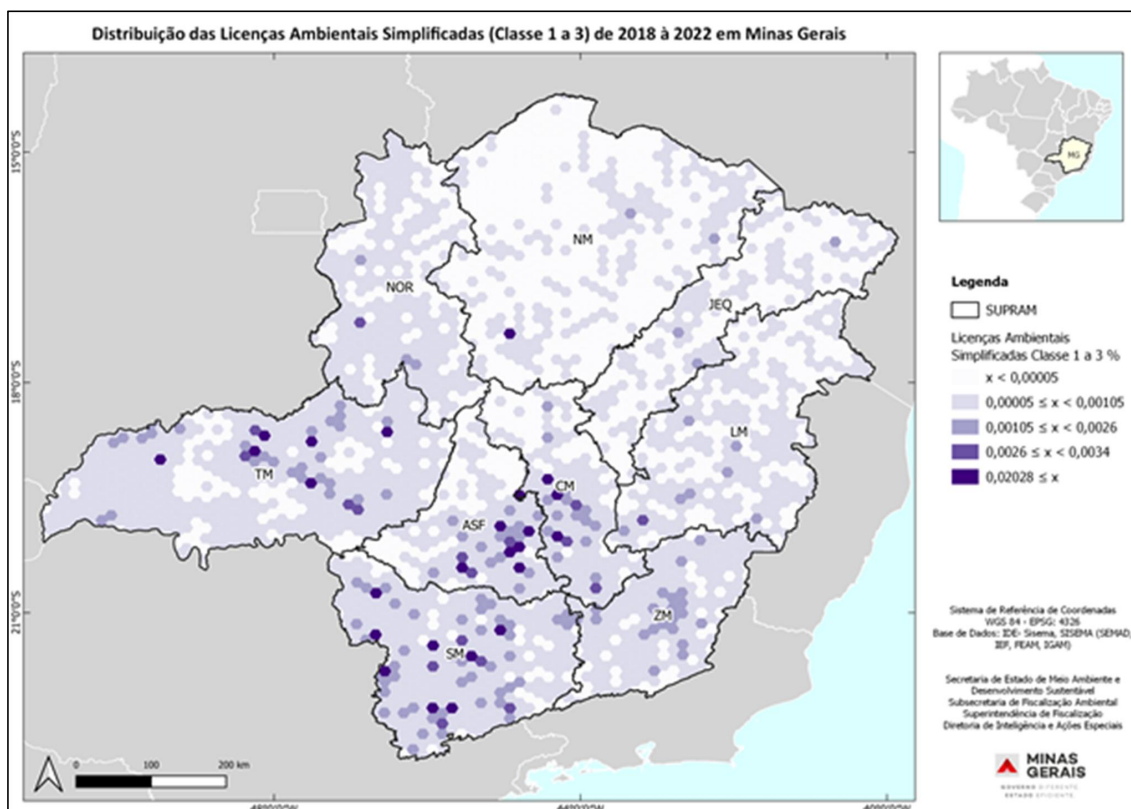 Distribuição das Licenças Ambientais Simplificadas (Classe 1 a 3) de 2018 à 2022 em Minas Gerais
MG
15°0'0"S
18°0'0"S
21°0'0"S
NM
NOR
JEQ
LM
TM
CM
ASF
ZM
SM
Legenda
SUPRAM
Licenças Ambientais
Simplificadas Classe 1 a 3 %
x < 0,00005
0,00005 ≤ x < 0,00105
0,00105 ≤ x < 0,0026
0,0026 ≤ x < 0,0034
0,02028 ≤ x
Sistema de Referência de Coordenadas
WGS 84 - EPSG: 4326
Base de Dados: IDE- Sisema, SISEMA (SEMAD,
IEF, FEAM, IGAM)
Secretaria de Estado de Meio Ambiente e
Desenvolvimento Sustentável
Subsecretaria de Fiscalização Ambiental
Superintendência de Fiscalização
Diretoria de Inteligência e Ações Especiais
MINAS
GERAIS
GOVERNO DIFERENTE
ESTADO EFICIENTE
0 100 200 km